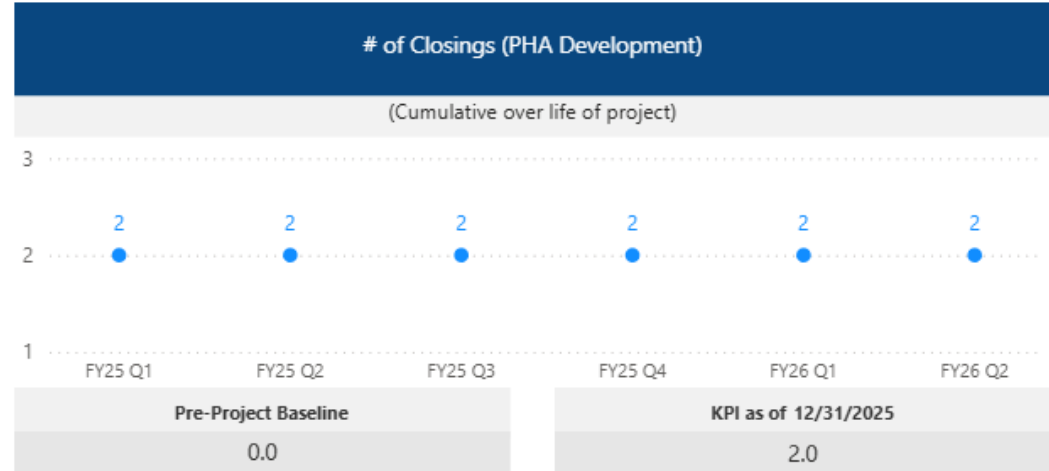 # of Closings (PHA Development)
(Cumulative over life of project)
3
2 2 2 2 2 2
2
1
FY25 Q1 FY25 Q2 FY25 Q3 FY25 Q4 FY26 Q1 FY26 Q2
Pre-Project Baseline KPI as of 12/31/2025
0.0 2.0